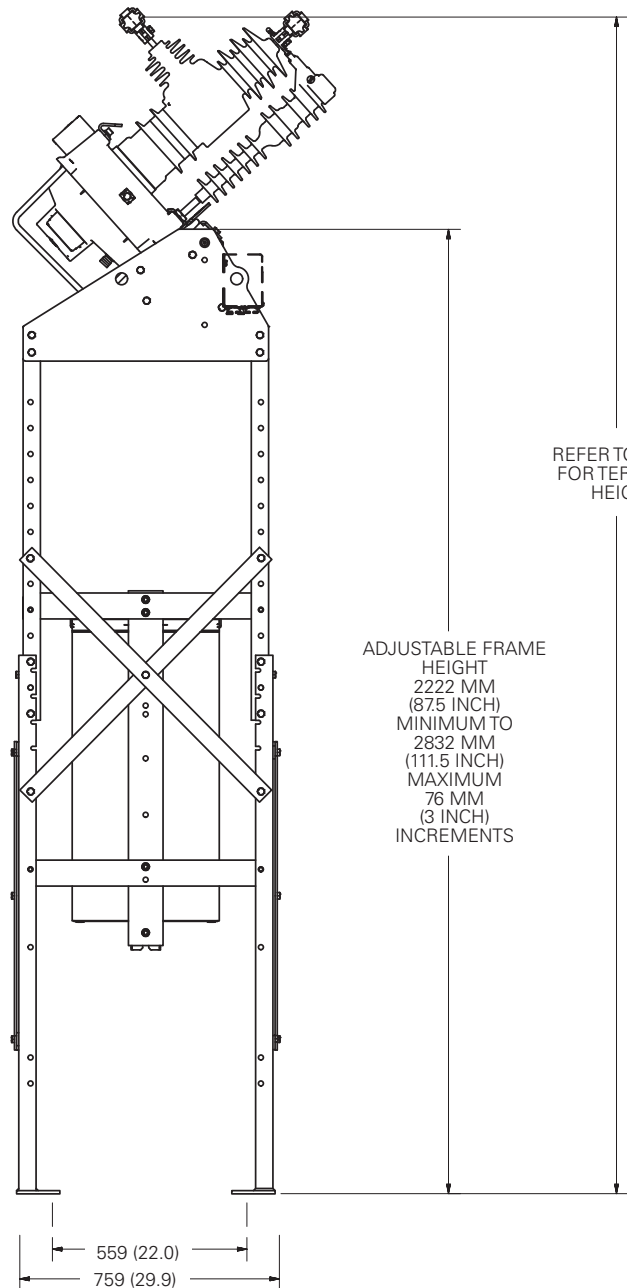 REFER TO
FOR TER
HEIG
ADJUSTABLE FRAME
HEIGHT
2222 MM
(87.5 INCH)
MINIMUM TO
2832 MM
(111.5 INCH)
MAXIMUM
76 MM
(3 INCH)
INCREMENTS
559 (22.0)
759 (29.9)